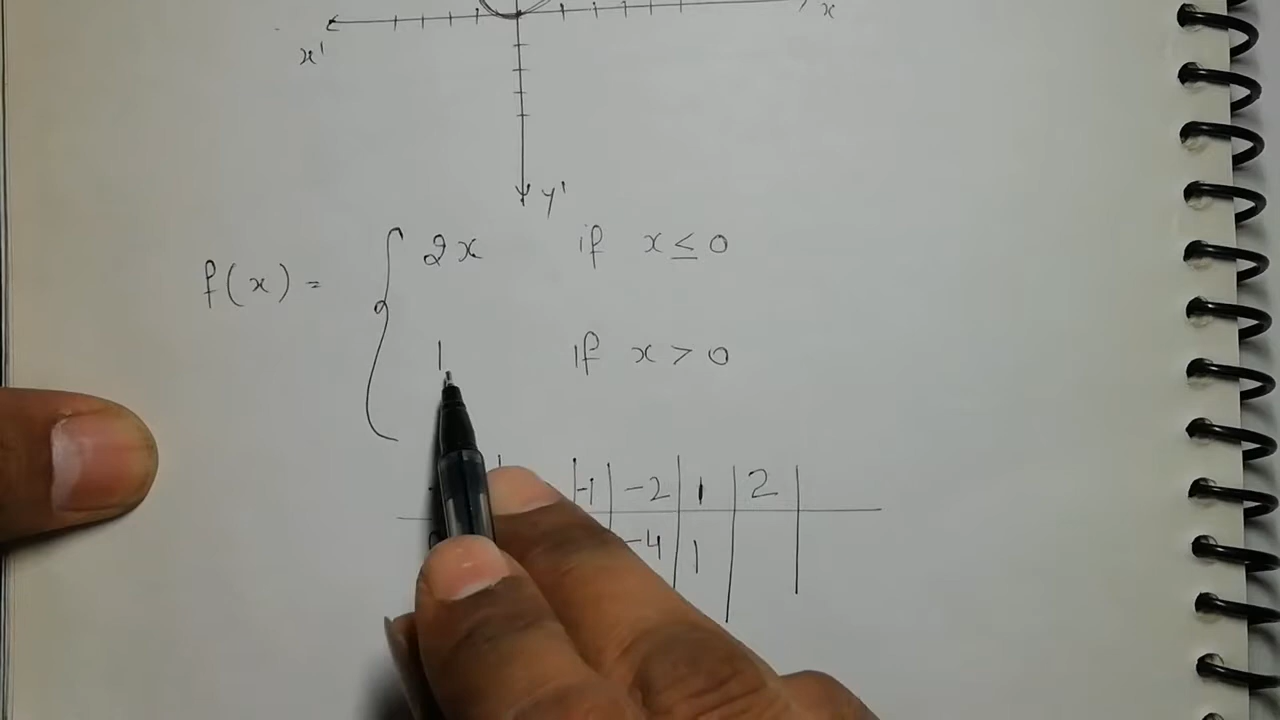 x' x
y'
f(x) = { 2x if x ≤ 0
1 if x > 0
-1 -2 1 2
-4 1